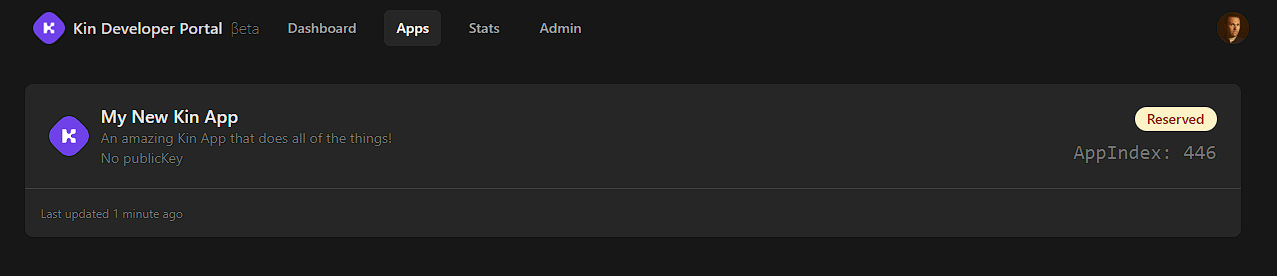 Kin Developer Portal βeta Dashboard Apps Stats Admin
My New Kin App
Reserved
An amazing Kin App that does all of the things!
No publicKey
AppIndex: 446
Last updated 1 minute ago